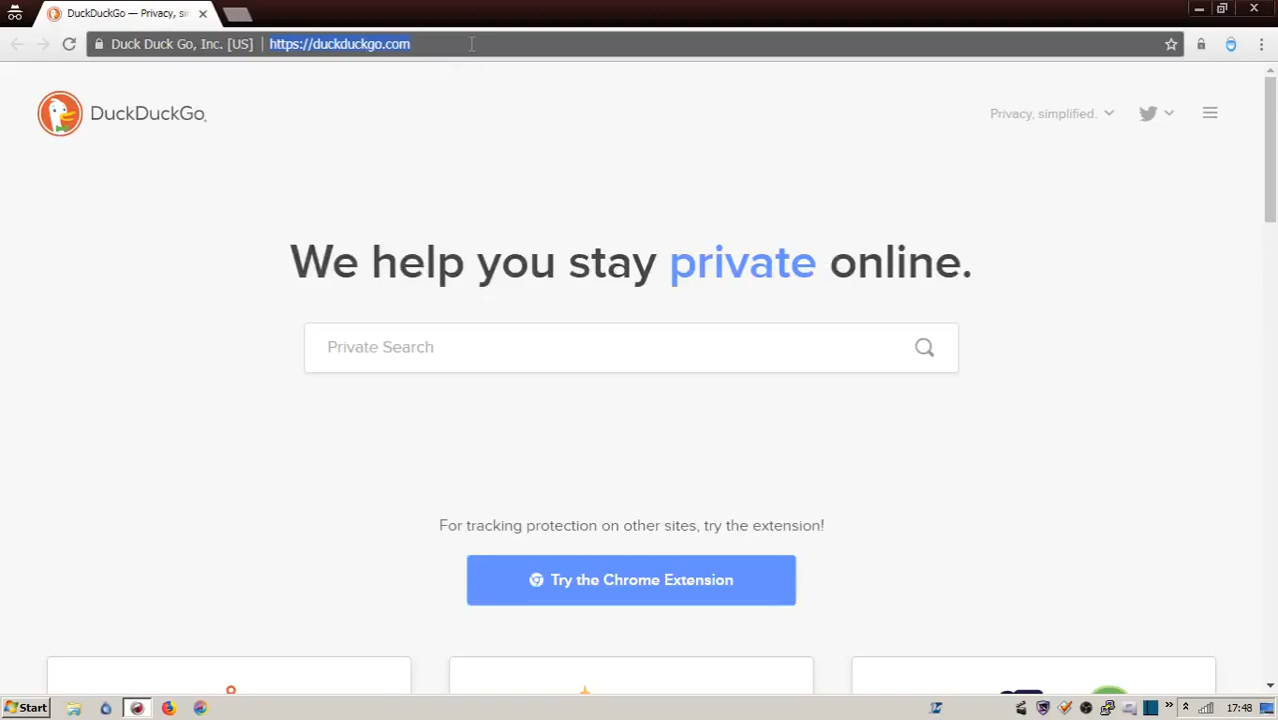 DuckDuckGo — Privacy, si
Duck Duck Go, Inc. [US] | https://duckduckgo.com
DuckDuckGo
Privacy, simplified.
We help you stay private online.
Private Search
For tracking protection on other sites, try the extension!
Try the Chrome Extension
Start
17:48